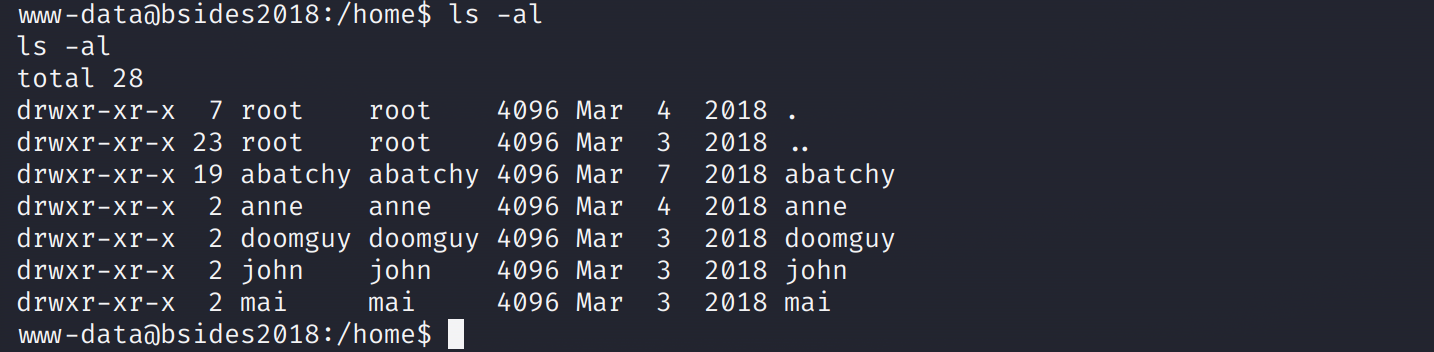 www-data@bsides2018:/home$ ls -al
ls -al
total 28
drwxr-xr-x  7 root    root    4096 Mar  4  2018 .
drwxr-xr-x 23 root    root    4096 Mar  3  2018 ..
drwxr-xr-x 19 abatchy abatchy 4096 Mar  7  2018 abatchy
drwxr-xr-x  2 anne    anne    4096 Mar  4  2018 anne
drwxr-xr-x  2 doomguy doomguy 4096 Mar  3  2018 doomguy
drwxr-xr-x  2 john    john    4096 Mar  3  2018 john
drwxr-xr-x  2 mai     mai     4096 Mar  3  2018 mai
www-data@bsides2018:/home$